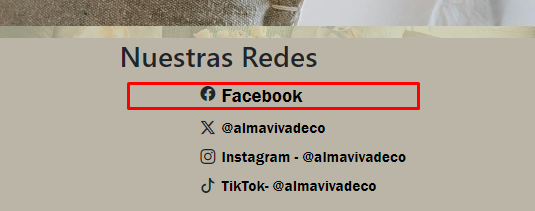 Nuestras Redes
Facebook
@almavivadeco
Instagram - @almavivadeco
TikTok- @almavivadeco